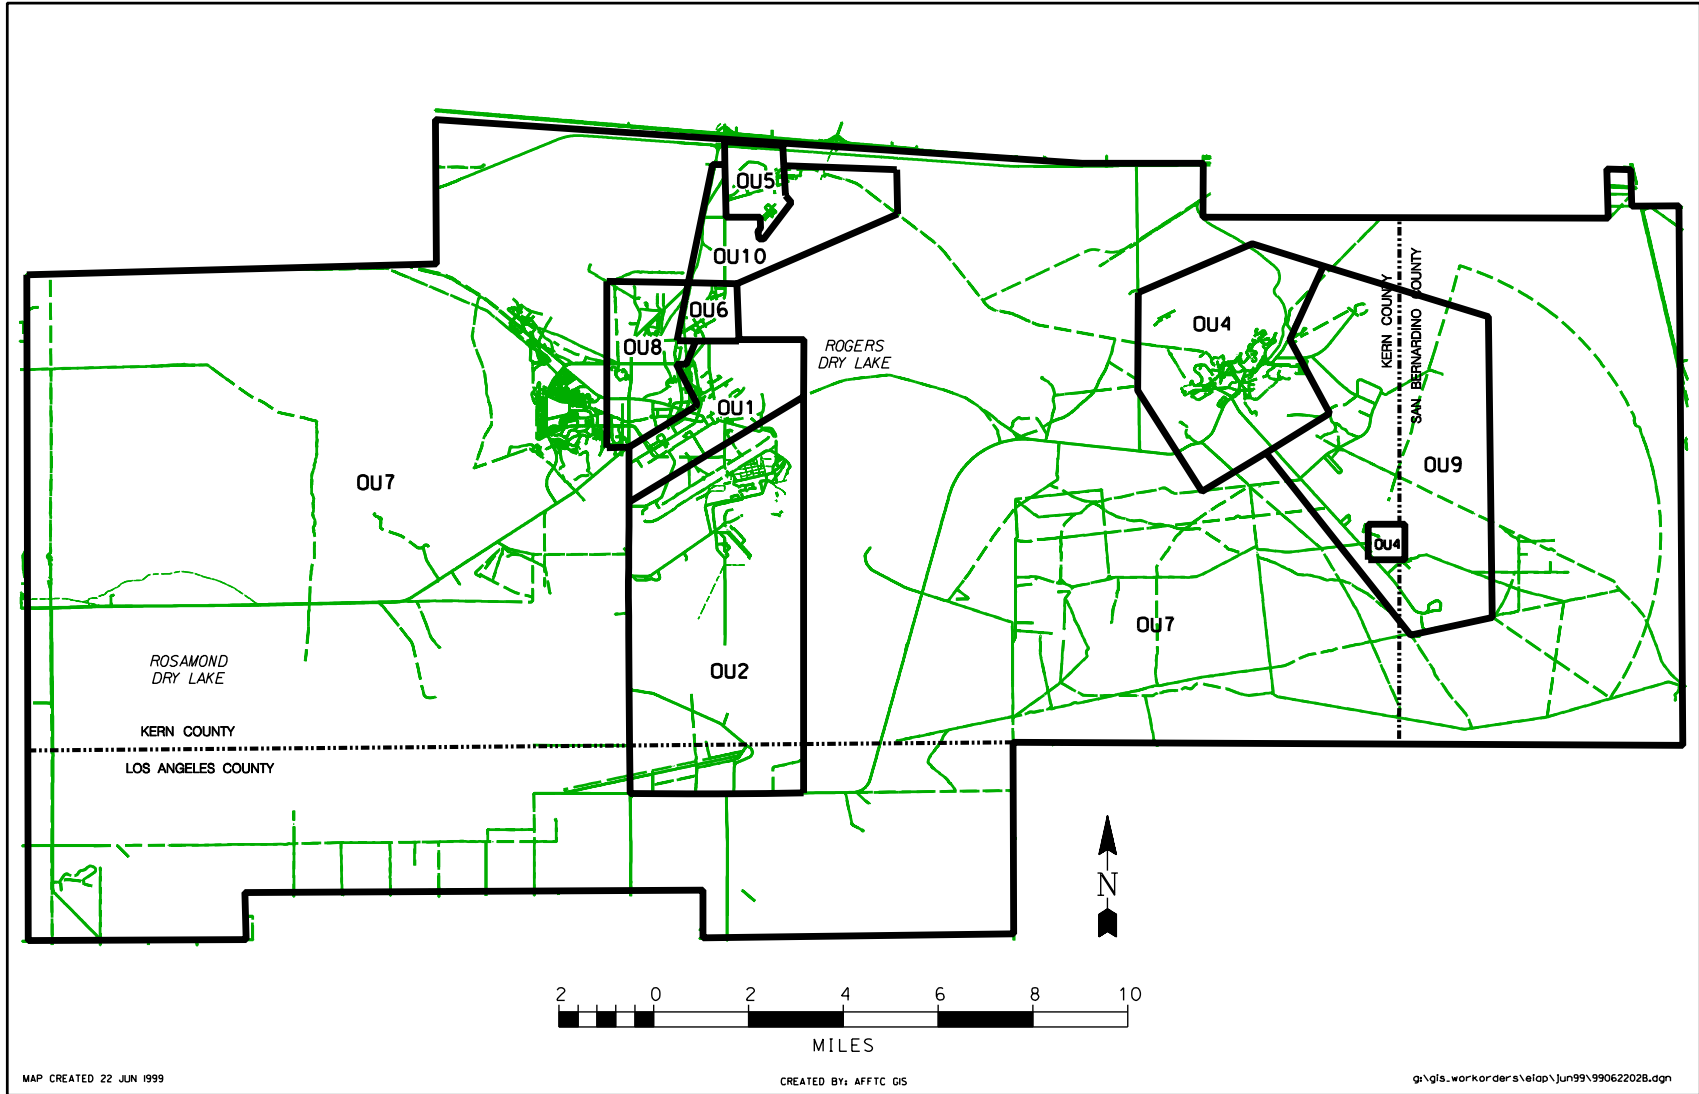 OU5
OU10
OU6
OU8
OU4
ROGERS
DRY LAKE
KERN COUNTY
SAN BERNARDINO COUNTY
OU1
OU9
OU7
OU4
OU7
OU2
ROSAMOND
DRY LAKE
KERN COUNTY
LOS ANGELES COUNTY
N
2 0 2 4 6 8 10
MILES
MAP CREATED 22 JUN 1999
CREATED BY: AFFTC GIS
g:\gis_workorders\eiap\jun99\990622028.dgn